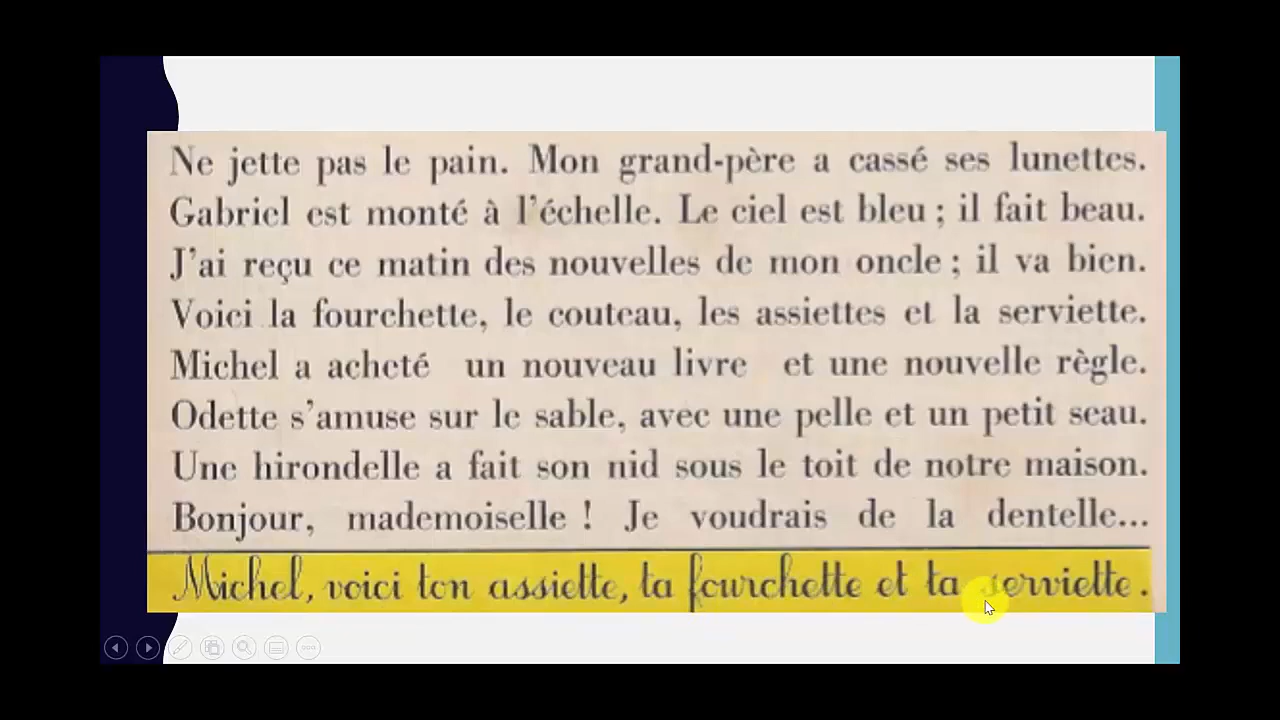 Ne jette pas le pain. Mon grand-père a cassé ses lunettes.
Gabriel est monté à l'échelle. Le ciel est bleu ; il fait beau.
J'ai reçu ce matin des nouvelles de mon oncle ; il va bien.
Voici la fourchette, le couteau, les assiettes et la serviette.
Michel a acheté un nouveau livre et une nouvelle règle.
Odette s'amuse sur le sable, avec une pelle et un petit seau.
Une hirondelle a fait son nid sous le toit de notre maison.
Bonjour, mademoiselle ! Je voudrais de la dentelle...
Michel, voici ton assiette, ta fourchette et ta serviette.